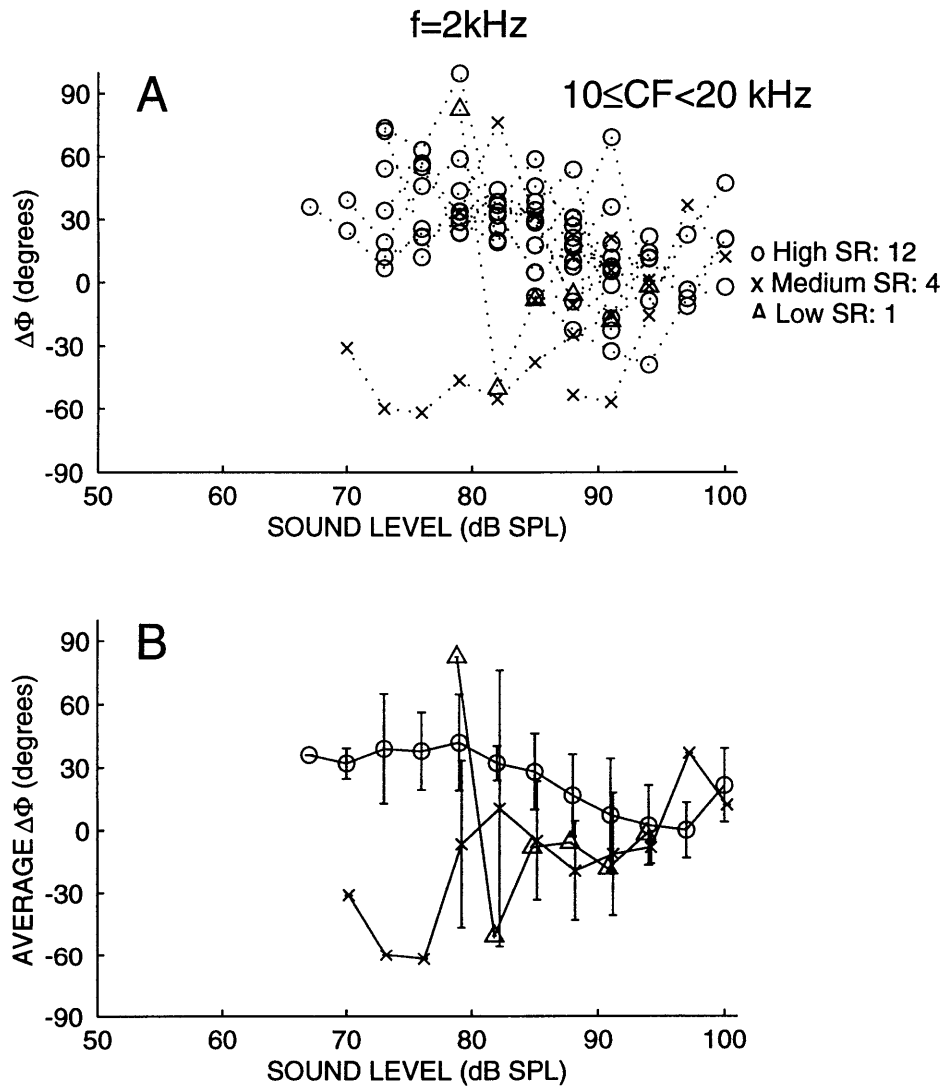 f=2kHz
A
10≤CF<20 kHz
90
60
30
0
-30
-60
-90
ΔΦ (degrees)
50
60
70
80
90
100
SOUND LEVEL (dB SPL)
o High SR: 12
x Medium SR: 4
Δ Low SR: 1
B
90
60
30
0
-30
-60
-90
AVERAGE ΔΦ (degrees)
50
60
70
80
90
100
SOUND LEVEL (dB SPL)